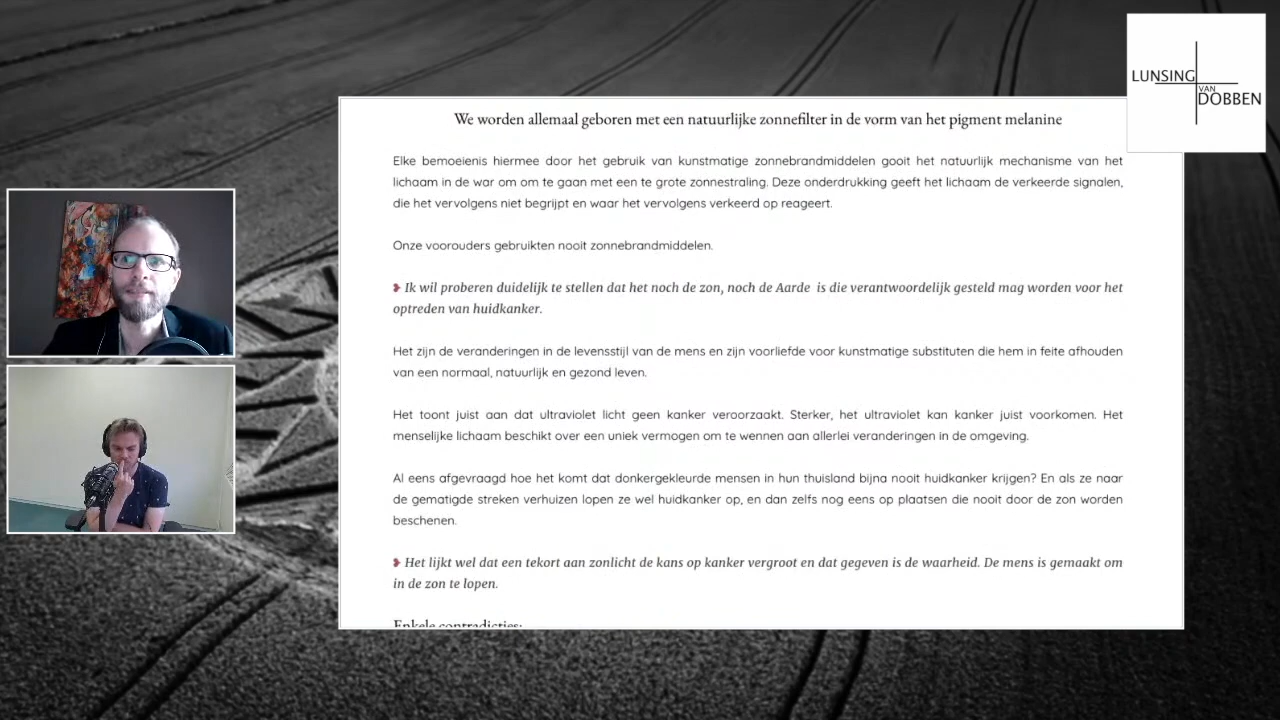 LUNSING
VAN
DOBBEN
We worden allemaal geboren met een natuurlijke zonnefilter in de vorm van het pigment melanine
Elke bemoeienis hiermee door het gebruik van kunstmatige zonnebrandmiddelen gooit het natuurlijk mechanisme van het
lichaam in de war om om te gaan met een te grote zonnestraling. Deze onderdrukking geeft het lichaam de verkeerde signalen,
die het vervolgens niet begrijpt en waar het vervolgens verkeerd op reageert.
Onze voorouders gebruikten nooit zonnebrandmiddelen.
❥ Ik wil proberen duidelijk te stellen dat het noch de zon, noch de Aarde is die verantwoordelijk gesteld mag worden voor het
optreden van huidkanker.
Het zijn de veranderingen in de levensstijl van de mens en zijn voorliefde voor kunstmatige substituten die hem in feite afhouden
van een normaal, natuurlijk en gezond leven.
Het toont juist aan dat ultraviolet licht geen kanker veroorzaakt. Sterker, het ultraviolet kan kanker juist voorkomen. Het
menselijke lichaam beschikt over een uniek vermogen om te wennen aan allerlei veranderingen in de omgeving.
Al eens afgevraagd hoe het komt dat donkergekleurde mensen in hun thuisland bijna nooit huidkanker krijgen? En als ze naar
de gematigde streken verhuizen lopen ze wel huidkanker op, en dan zelfs nog eens op plaatsen die nooit door de zon worden
beschenen.
❥ Het lijkt wel dat een tekort aan zonlicht de kans op kanker vergroot en dat gegeven is de waarheid. De mens is gemaakt om
in de zon te lopen.
Enkele contradicties: